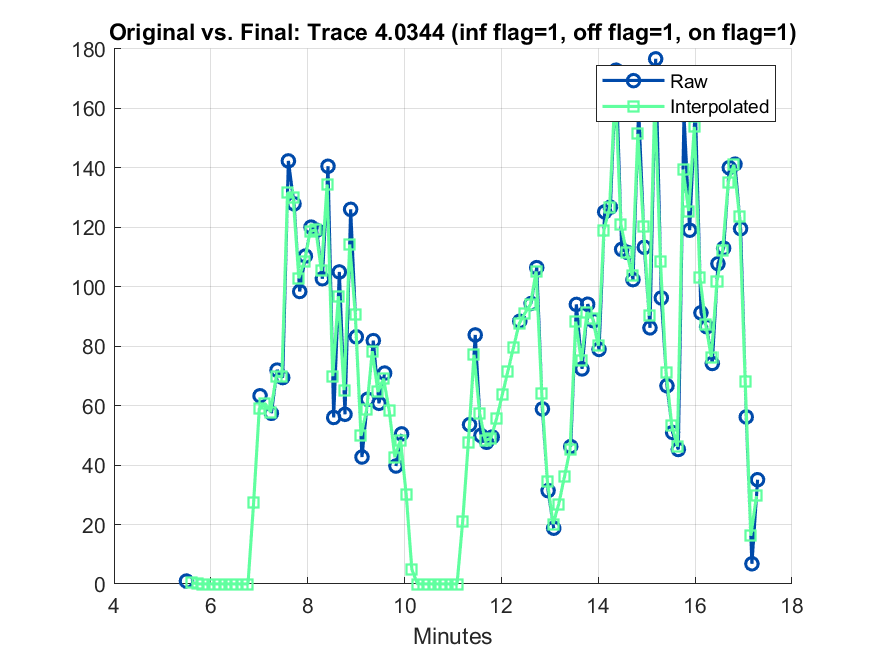 Original vs. Final: Trace 4.0344 (inf flag=1, off flag=1, on flag=1)
180
160
140
120
100
80
60
40
20
0
Raw
Interpolated
4 6 8 10 12 14 16 18
Minutes